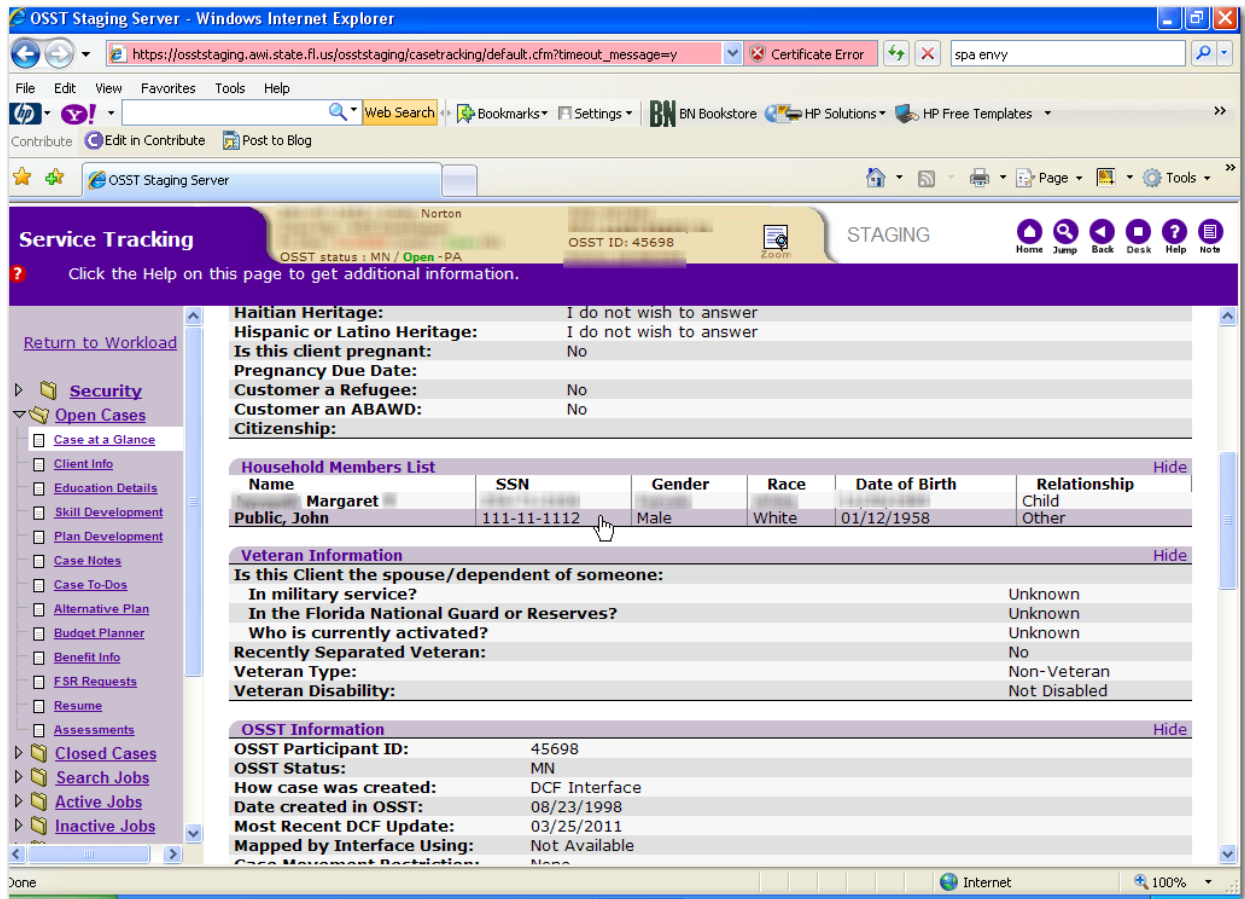 OSST Staging Server - Windows Internet Explorer
https://osststaging.awi.state.fl.us/osststaging/casetracking/default.cfm?timeout_message=y Certificate Error spa envy
File Edit View Favorites Tools Help
Web Search Bookmarks Settings BN BN Bookstore HP Solutions HP Free Templates
Contribute Edit in Contribute Post to Blog
OSST Staging Server Page Tools
Norton
Service Tracking OSST ID: 45698 Zoom STAGING Home Jump Back Desk Help Note
OSST status : MN / Open -PA
Click the Help on this page to get additional information.
Return to Workload
Security
Open Cases
Case at a Glance
Client Info
Education Details
Skill Development
Plan Development
Case Notes
Case To-Dos
Alternative Plan
Budget Planner
Benefit Info
FSR Requests
Resume
Assessments
Closed Cases
Search Jobs
Active Jobs
Inactive Jobs
Haitian Heritage: I do not wish to answer
Hispanic or Latino Heritage: I do not wish to answer
Is this client pregnant: No
Pregnancy Due Date:
Customer a Refugee: No
Customer an ABAWD: No
Citizenship:
Household Members List Hide
Name SSN Gender Race Date of Birth Relationship
Margaret Child
Public, John 111-11-1112 Male White 01/12/1958 Other
Veteran Information Hide
Is this Client the spouse/dependent of someone:
In military service? Unknown
In the Florida National Guard or Reserves? Unknown
Who is currently activated? Unknown
Recently Separated Veteran: No
Veteran Type: Non-Veteran
Veteran Disability: Not Disabled
OSST Information Hide
OSST Participant ID: 45698
OSST Status: MN
How case was created: DCF Interface
Date created in OSST: 08/23/1998
Most Recent DCF Update: 03/25/2011
Mapped by Interface Using: Not Available
Case Movement Restriction: None
Done Internet 100%